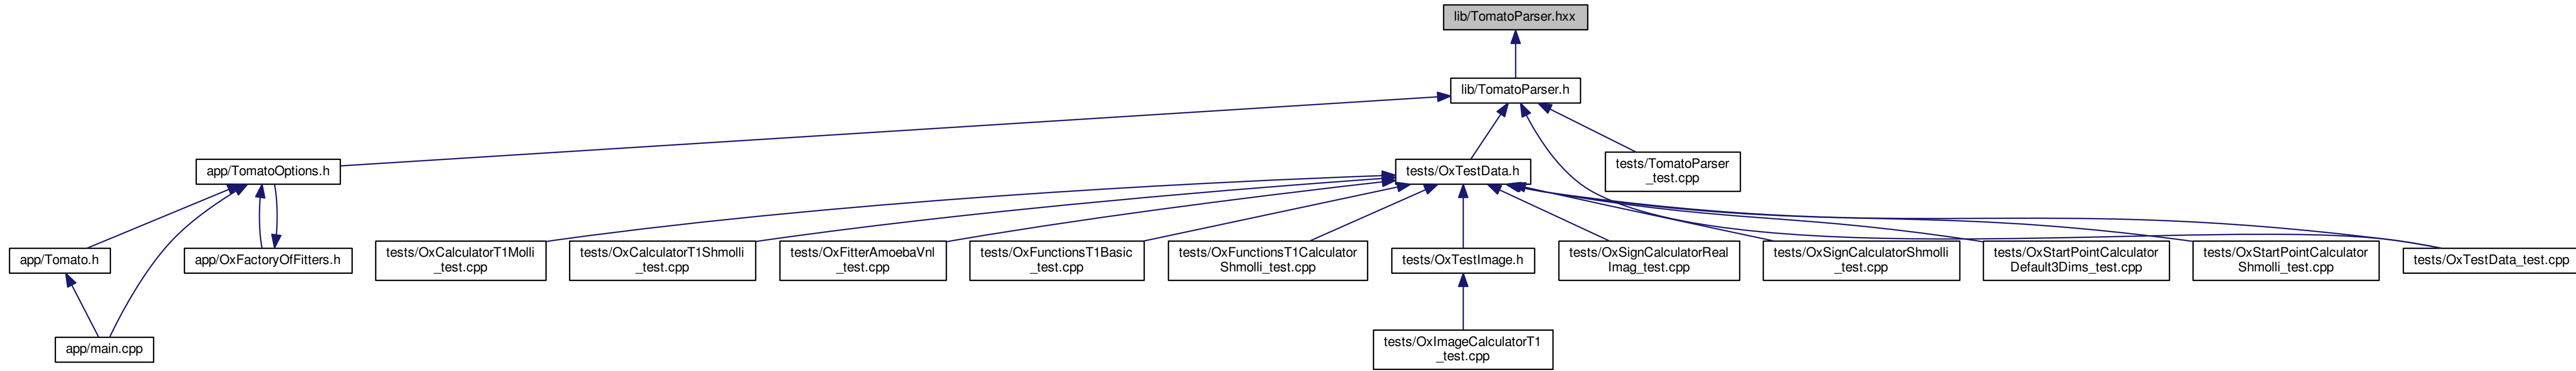 lib/TomatoParser.hxx
lib/TomatoParser.h
tests/TomatoParser
_test.cpp
app/TomatoOptions.h
tests/OxTestData.h
app/Tomato.h
app/OxFactoryOfFitters.h
tests/OxCalculatorT1Molli
_test.cpp
tests/OxCalculatorT1Shmolli
_test.cpp
tests/OxFitterAmoebaVnl
_test.cpp
tests/OxFunctionsT1Basic
_test.cpp
tests/OxFunctionsT1Calculator
Shmolli_test.cpp
tests/OxTestImage.h
tests/OxSignCalculatorReal
Imag_test.cpp
tests/OxSignCalculatorShmolli
_test.cpp
tests/OxStartPointCalculator
Default3Dims_test.cpp
tests/OxStartPointCalculator
Shmolli_test.cpp
tests/OxTestData_test.cpp
app/main.cpp
tests/OxImageCalculatorT1
_test.cpp